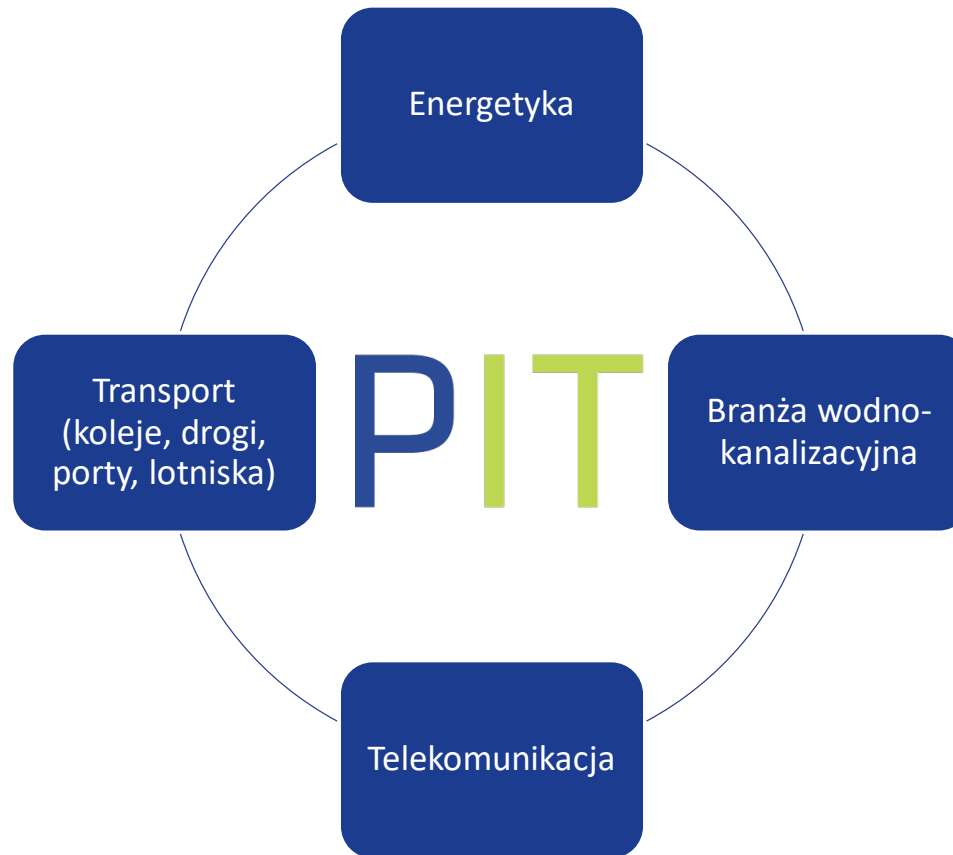 Energetyka
Transport
(koleje, drogi,
porty, lotniska)
PIT
Branża wodno-
kanalizacyjna
Telekomunikacja